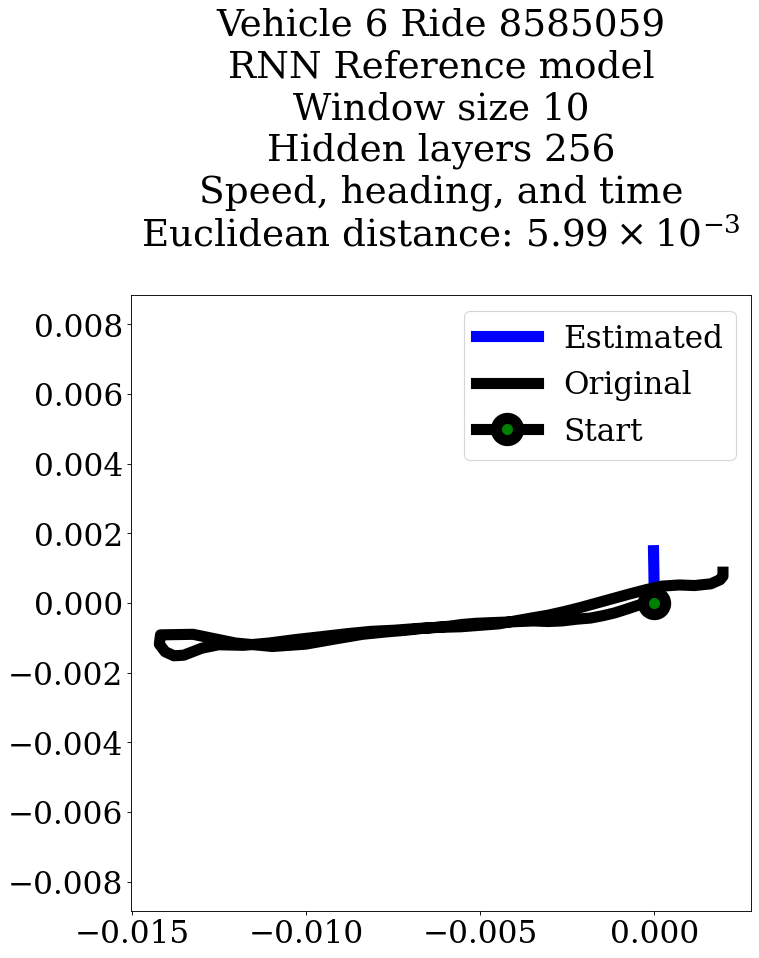 Vehicle 6 Ride 8585059
RNN Reference model
Window size 10
Hidden layers 256
Speed, heading, and time
Euclidean distance: 5.99 × 10⁻³
Estimated
Original
Start
0.008
0.006
0.004
0.002
0.000
−0.002
−0.004
−0.006
−0.008
−0.015 −0.010 −0.005 0.000